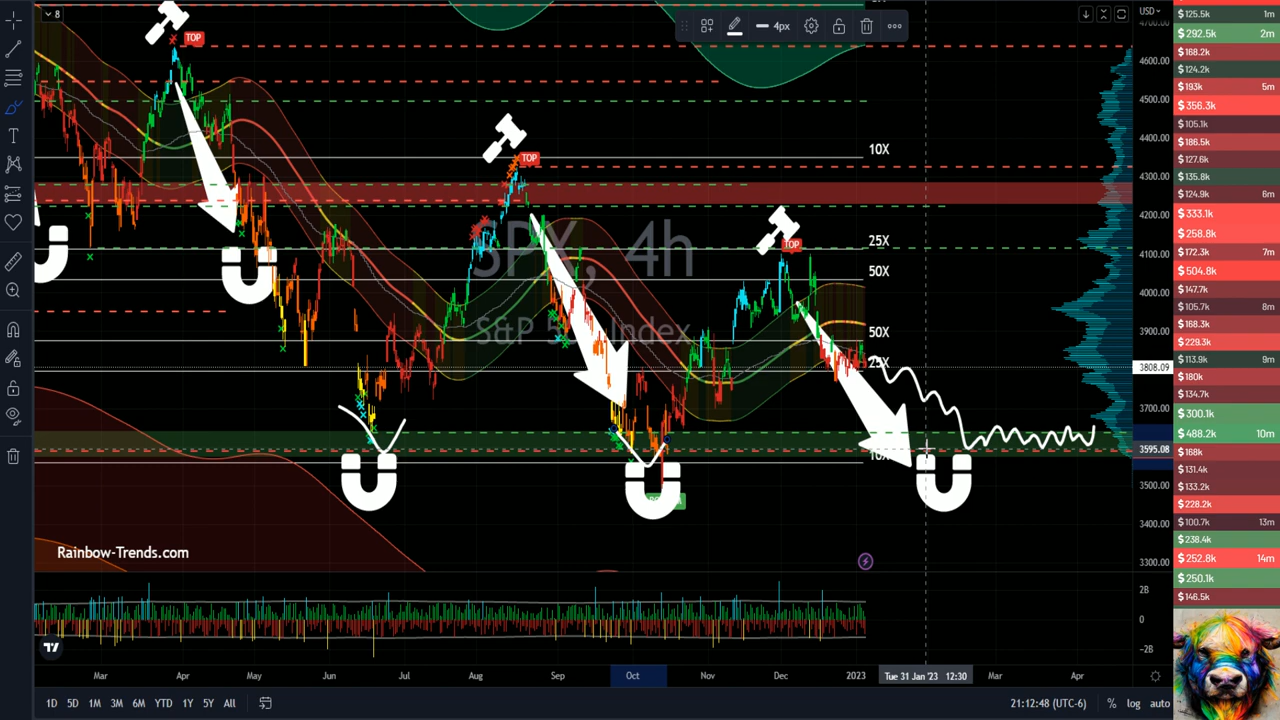 8
4px
USD
4700.00
4600.00
4500.00
4400.00
4300.00
4200.00
4100.00
4000.00
3900.00
3808.09
3700.00
3595.08
3500.00
3400.00
3300.00
2B
0
-2B
TOP
TOP
TOP
10X
25X
50X
50X
25X
SPX, 4
S&P
Rainbow-Trends.com
Mar
Apr
May
Jun
Jul
Aug
Sep
Oct
Nov
Dec
2023
Tue 31 Jan '23 12:30
Mar
Apr
1D 5D 1M 3M 6M YTD 1Y 5Y All
21:12:48 (UTC-6) % log auto
$125.5k 1m
$292.5k 2m
$168.2k
$124.2k
$193k 5m
$356.3k
$105.1k
$186.5k
$127.6k
$135.8k
$124.9k 6m
$333.1k
$258.8k
$172.3k 7m
$504.8k
$147.7k
$105.7k 8m
$168.3k
$229.3k
$113.9k 8m
$180k
$134.7k
$300.1k
$488.2k 10m
$168k
$131.4k
$133.2k
$228.2k
$100.7k 13m
$238.4k
$252.8k 14m
$250.1k
$146.5k